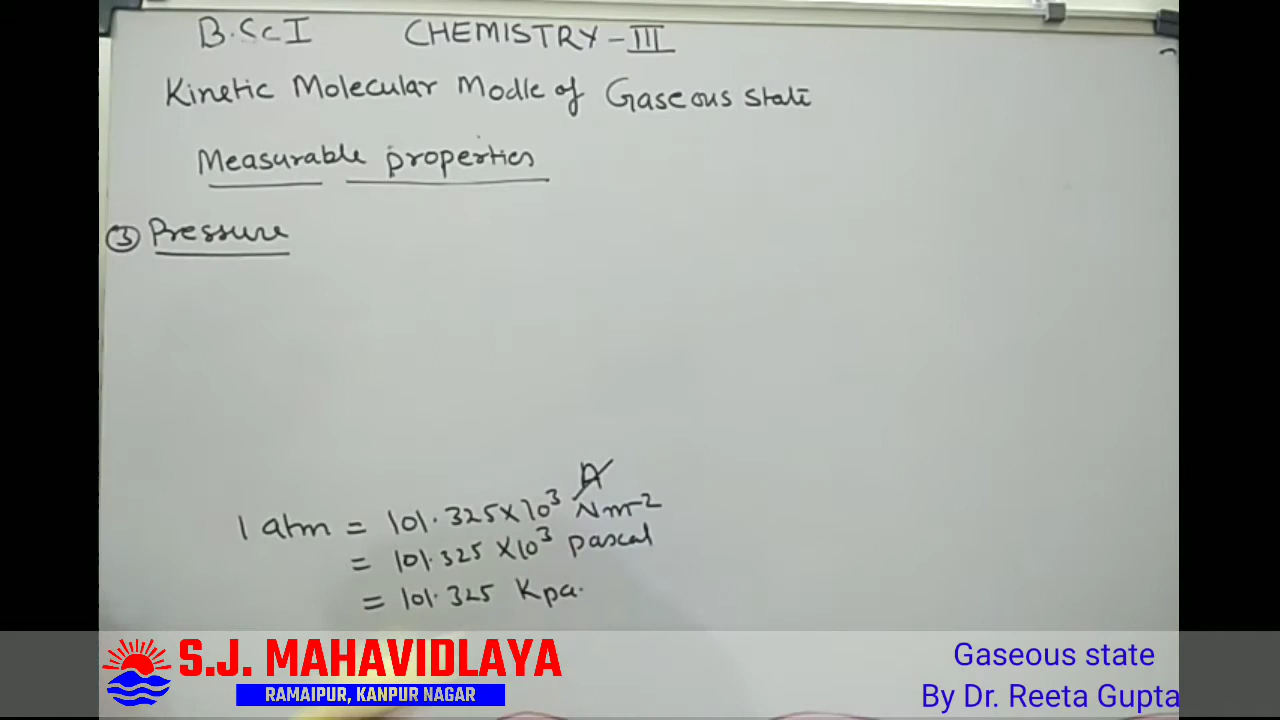 B.Sc I CHEMISTRY - III
Kinetic Molecular Modle of Gaseous state
Measurable properties
③ Pressure
1 atm = 101.325 × 10³ Nm⁻²
= 101.325 × 10³ pascal
= 101.325 Kpa.
S.J. MAHAVIDLAYA
RAMAIPUR, KANPUR NAGAR
Gaseous state
By Dr. Reeta Gupta